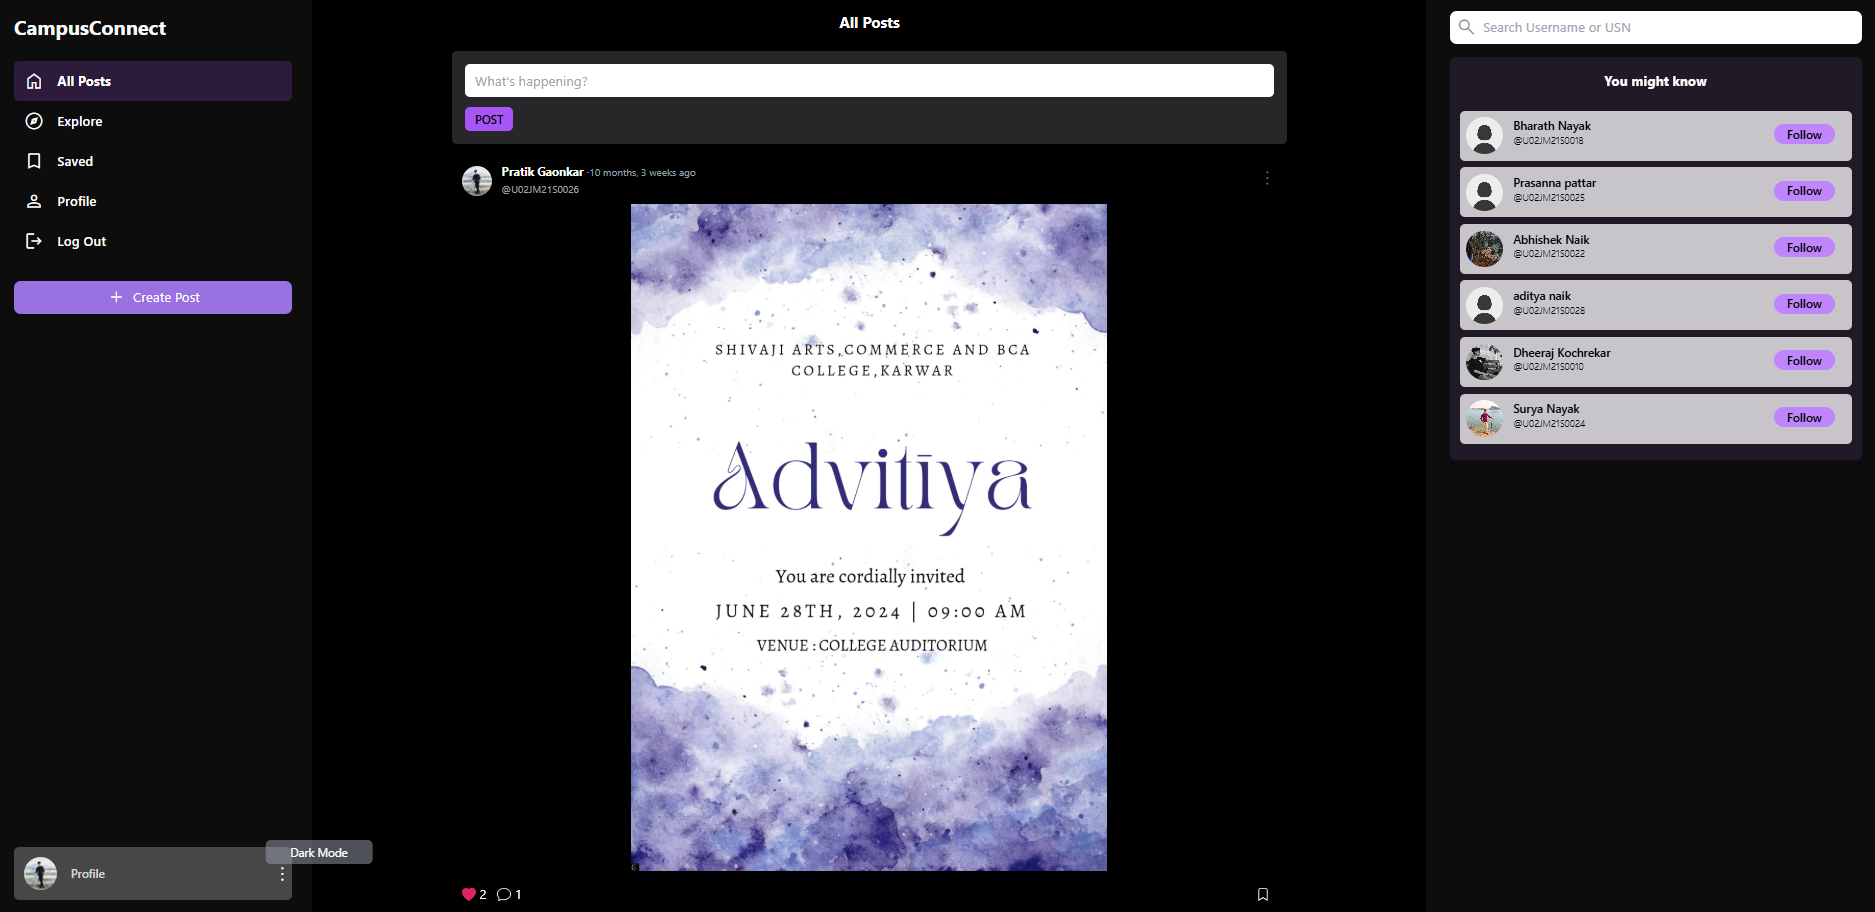 CampusConnect
All Posts
Explore
Saved
Profile
Log Out
+ Create Post
Profile
Dark Mode
All Posts
What's happening?
POST
Pratik Gaonkar ·10 months, 3 weeks ago
@U02JM21S0026
SHIVAJI ARTS,COMMERCE AND BCA
COLLEGE,KARWAR
Advitīya
You are cordially invited
JUNE 28TH, 2024 | 09:00 AM
VENUE : COLLEGE AUDITORIUM
2 1
Search Username or USN
You might know
Bharath Nayak
@U02JM21S0018
Follow
Prasanna pattar
@U02JM21S0025
Follow
Abhishek Naik
@U02JM21S0022
Follow
aditya naik
@U02JM21S0028
Follow
Dheeraj Kochrekar
@U02JM21S0010
Follow
Surya Nayak
@U02JM21S0024
Follow